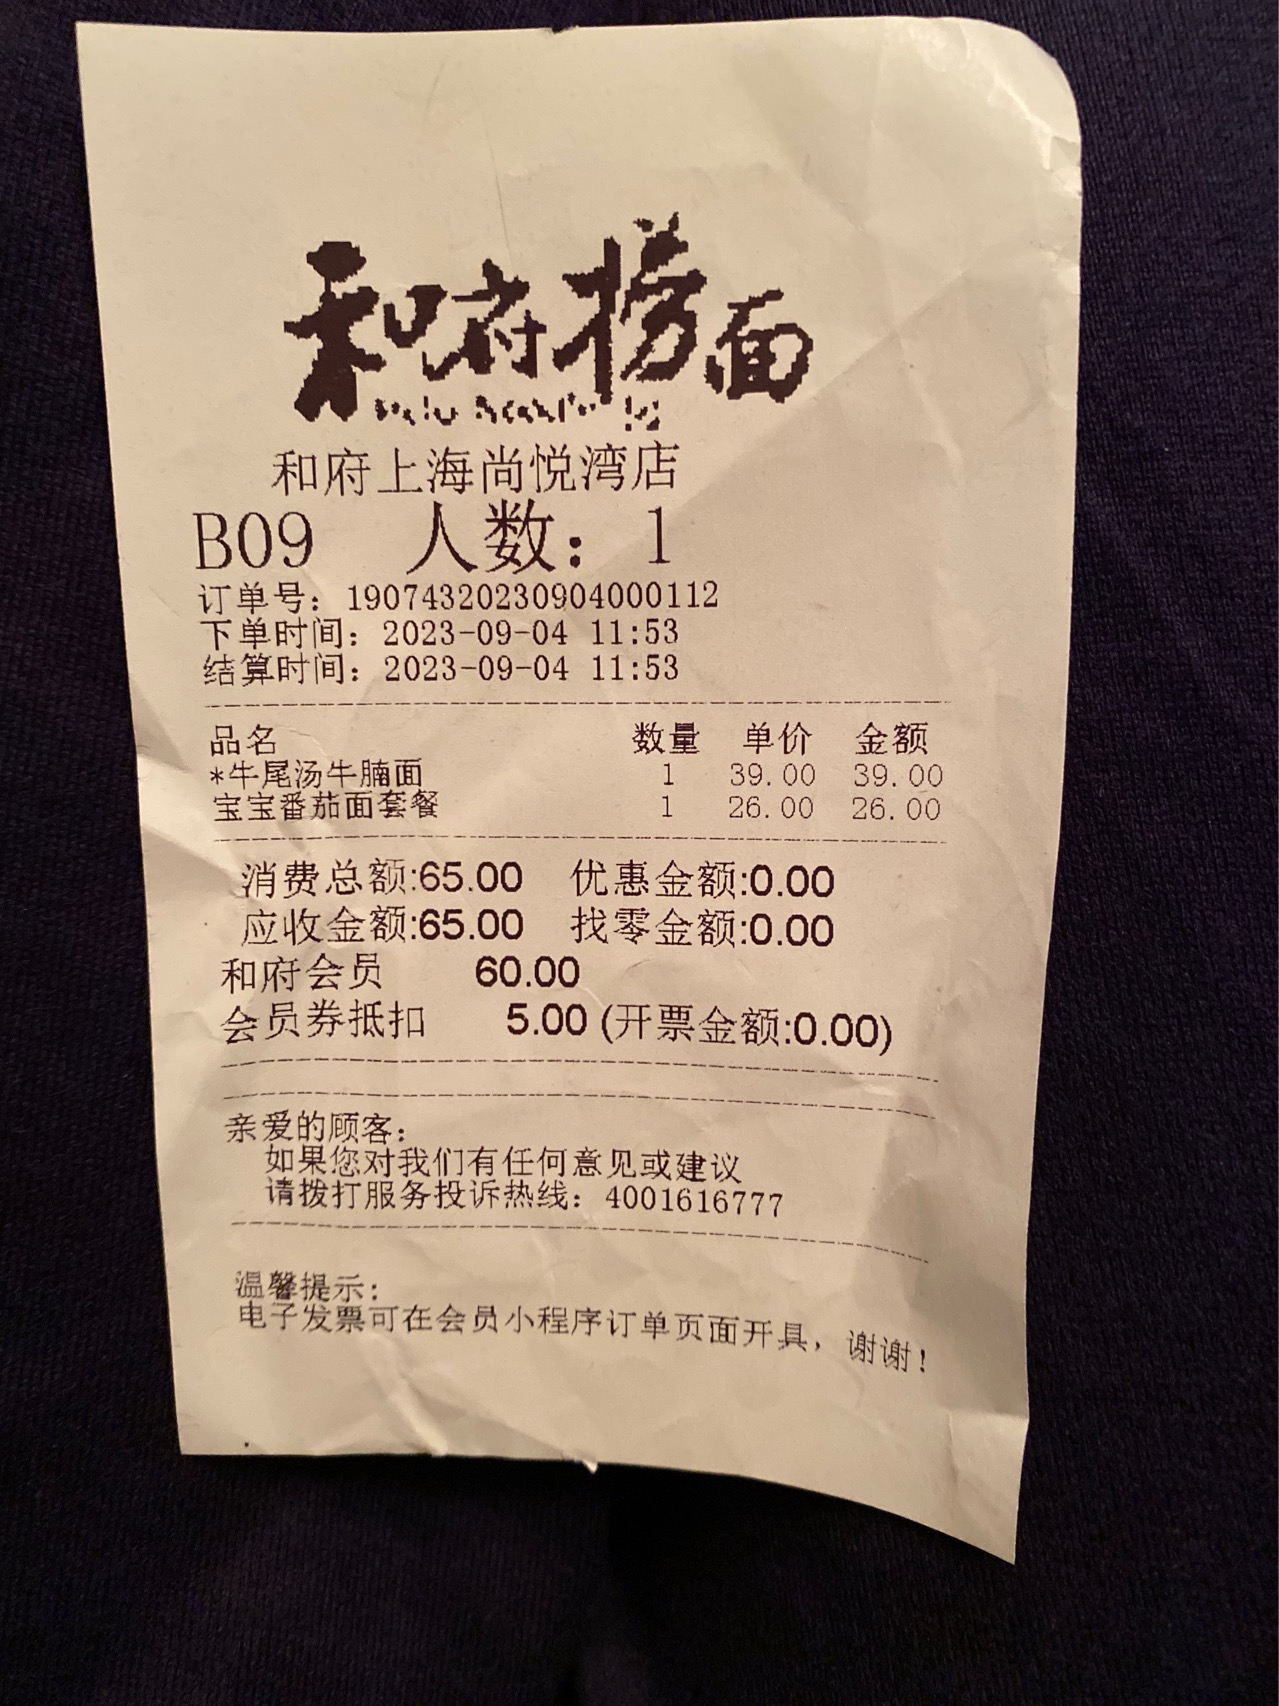 和府捞面
和府上海尚悦湾店
B09 人数：1
订单号：19074320230904000112
下单时间：2023-09-04 11:53
结算时间：2023-09-04 11:53
品名 数量 单价 金额
*牛尾汤牛腩面 1 39.00 39.00
宝宝番茄面套餐 1 26.00 26.00
消费总额:65.00 优惠金额:0.00
应收金额:65.00 找零金额:0.00
和府会员 60.00
会员券抵扣 5.00 (开票金额:0.00)
亲爱的顾客：
如果您对我们有任何意见或建议
请拨打服务投诉热线：4001616777
温馨提示：
电子发票可在会员小程序订单页面开具，谢谢！